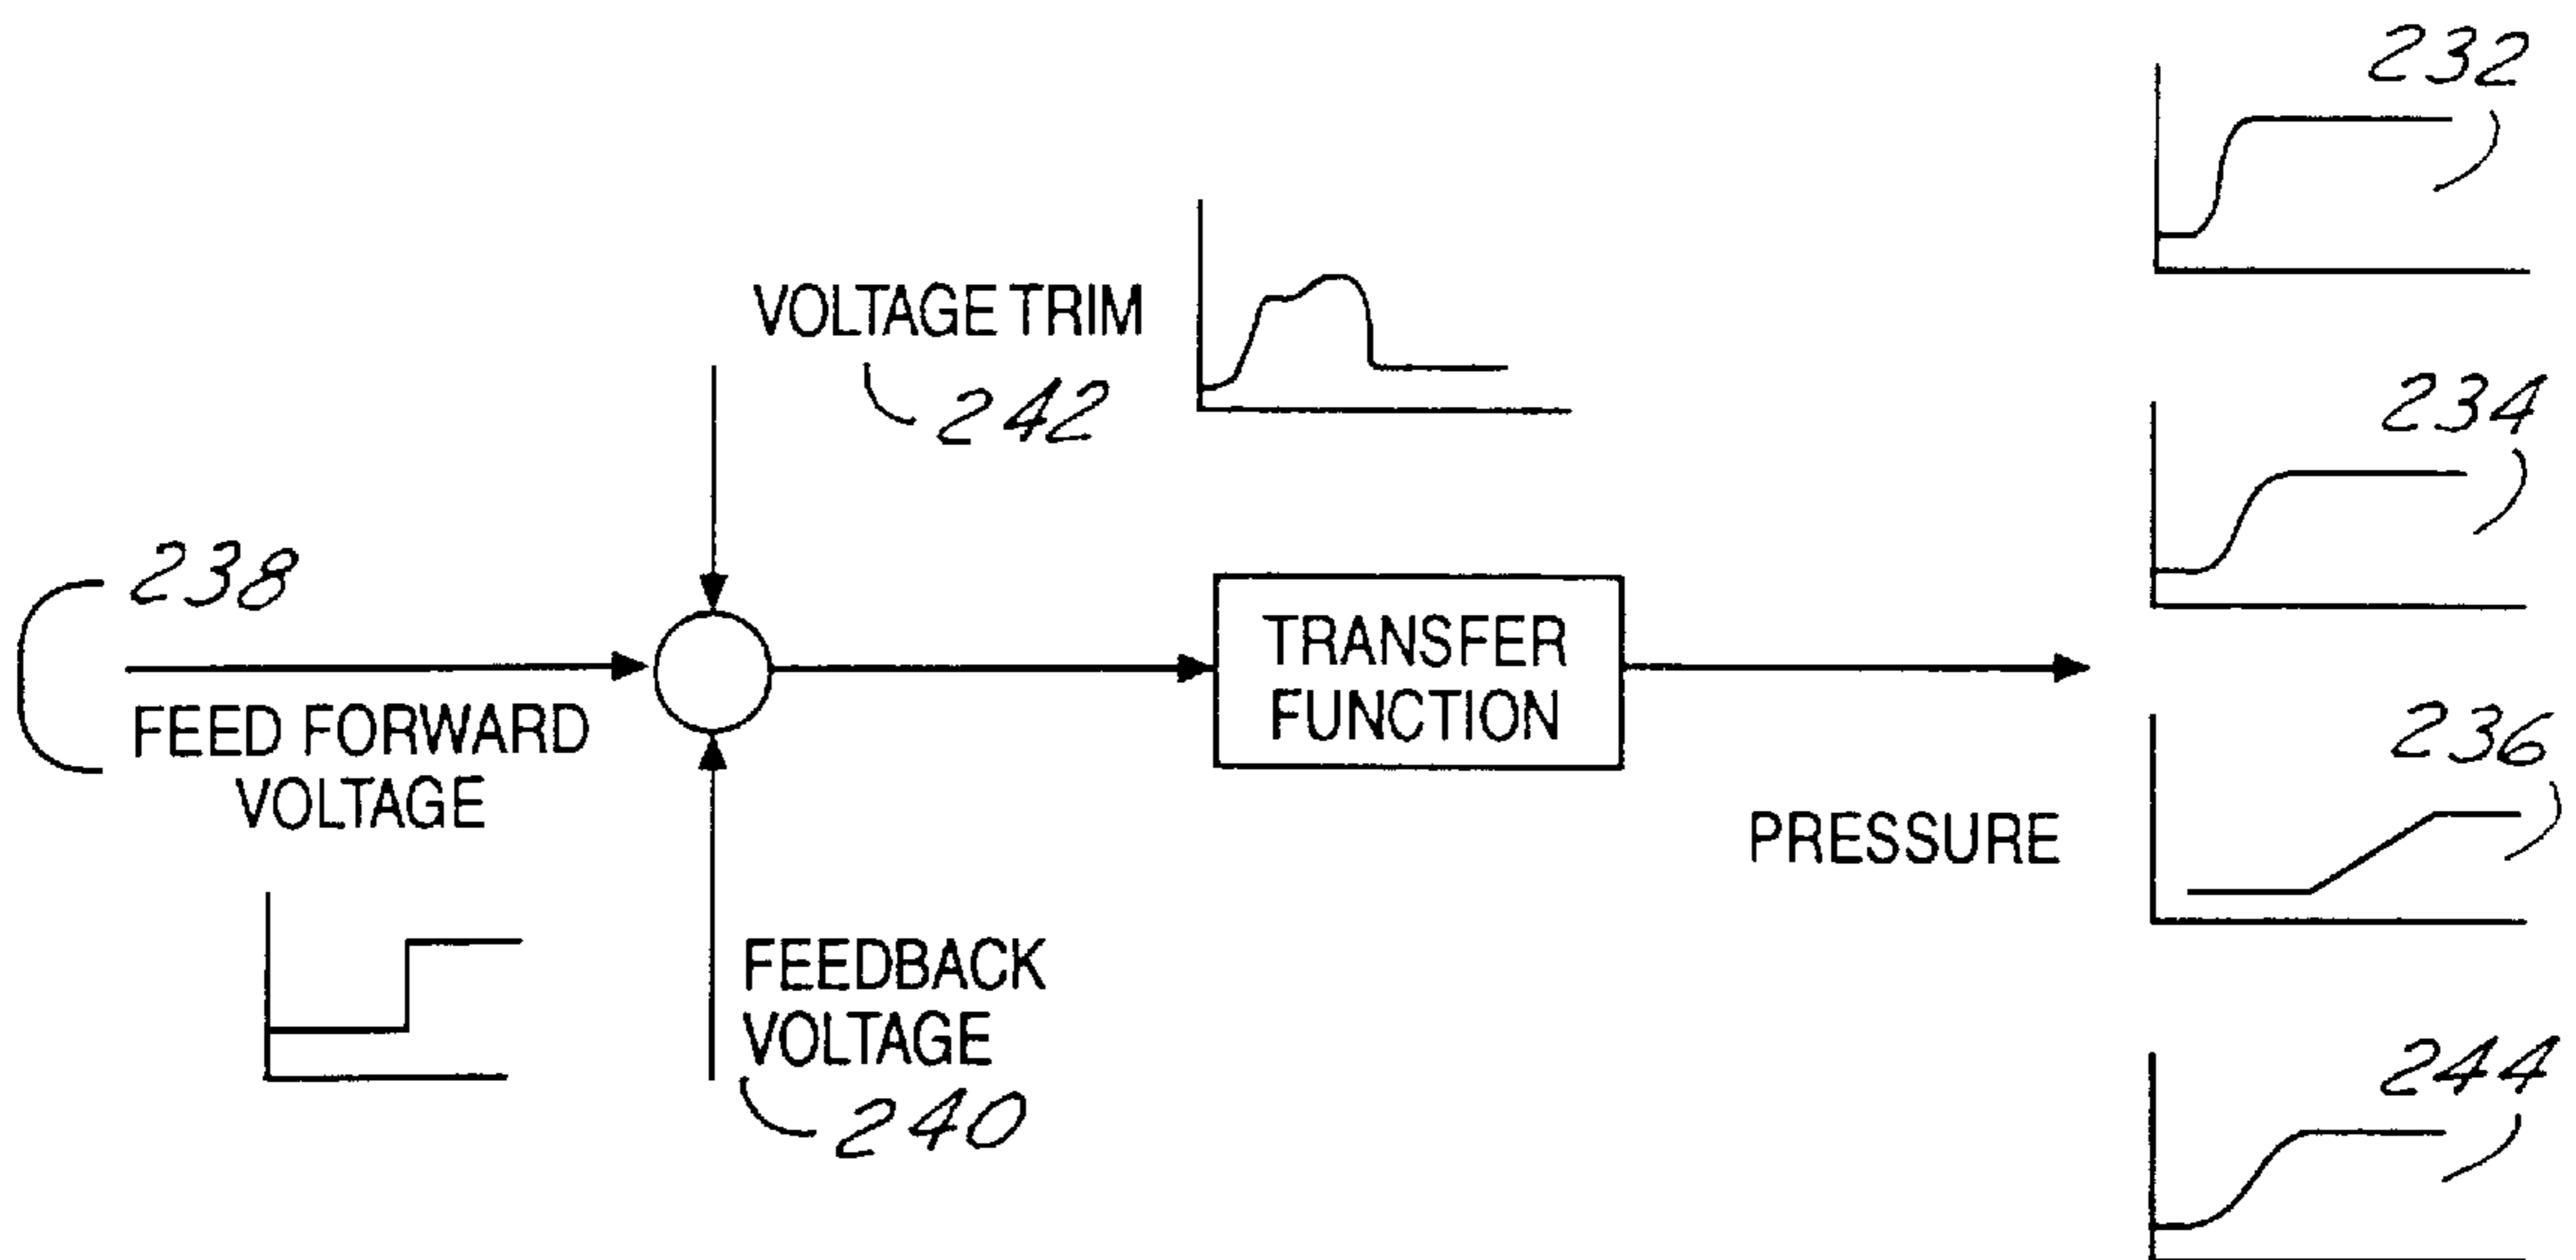 232
VOLTAGE TRIM
242
234
238
FEED FORWARD
VOLTAGE
TRANSFER
FUNCTION
236
PRESSURE
FEEDBACK
VOLTAGE
240
244